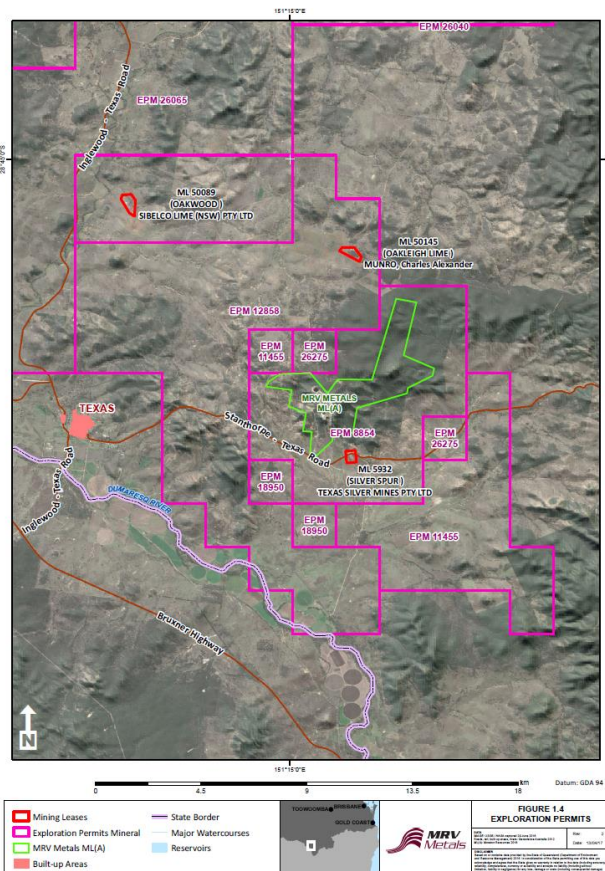 151°15'0"E
EPM 26040
Inglewood - Texas Road
EPM 26065
28°45'0"S
ML 50089
(OAKWOOD )
SIBELCO LIME (NSW) PTY LTD
ML 50145
(OAKLEIGH LIME )
MUNRO, Charles Alexander
EPM 12858
EPM
11455
EPM
26275
MRV METALS
ML(A)
TEXAS
Stanthorpe - Texas Road
EPM 8854
EPM
26275
ML 5932
(SILVER SPUR )
TEXAS SILVER MINES PTY LTD
EPM
18950
EPM
18950
EPM 11455
Inglewood - Texas Road
DUMARESQ RIVER
Bruxner Highway
N
151°15'0"E
0
4.5
9
13.5
18
km
Datum: GDA 94
Mining Leases
Exploration Permits Mineral
MRV Metals ML(A)
Built-up Areas
State Border
Major Watercourses
Reservoirs
TOOWOOMBA
BRISBANE
GOLD COAST
MRV
Metals
FIGURE 1.4
EXPLORATION PERMITS